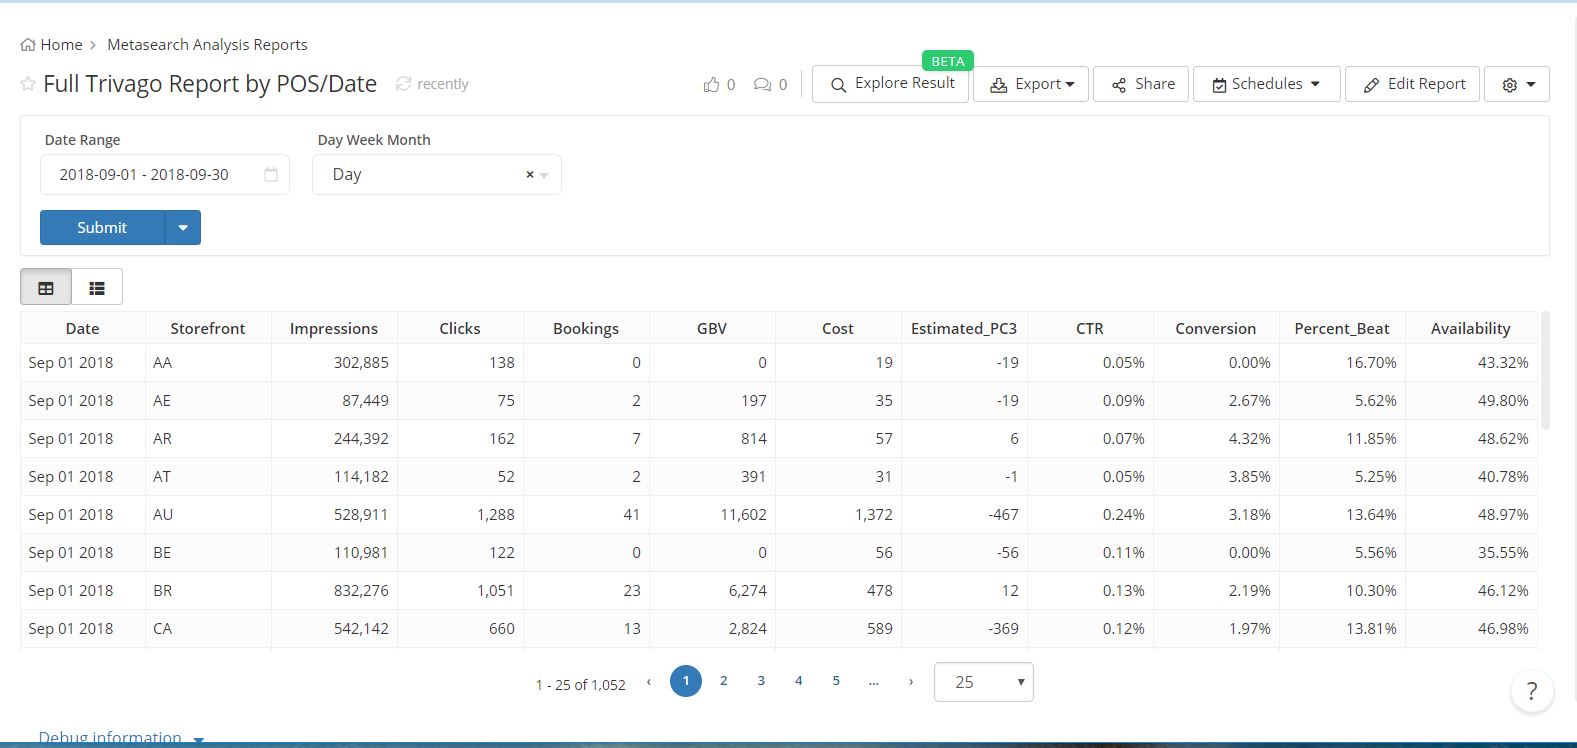 Home > Metasearch Analysis Reports
Full Trivago Report by POS/Date recently 0 0 Explore Result BETA Export Share Schedules Edit Report
Date Range Day Week Month
2018-09-01 - 2018-09-30 Day ×
Submit
Date Storefront Impressions Clicks Bookings GBV Cost Estimated_PC3 CTR Conversion Percent_Beat Availability
Sep 01 2018 AA 302,885 138 0 0 19 -19 0.05% 0.00% 16.70% 43.32%
Sep 01 2018 AE 87,449 75 2 197 35 -19 0.09% 2.67% 5.62% 49.80%
Sep 01 2018 AR 244,392 162 7 814 57 6 0.07% 4.32% 11.85% 48.62%
Sep 01 2018 AT 114,182 52 2 391 31 -1 0.05% 3.85% 5.25% 40.78%
Sep 01 2018 AU 528,911 1,288 41 11,602 1,372 -467 0.24% 3.18% 13.64% 48.97%
Sep 01 2018 BE 110,981 122 0 0 56 -56 0.11% 0.00% 5.56% 35.55%
Sep 01 2018 BR 832,276 1,051 23 6,274 478 12 0.13% 2.19% 10.30% 46.12%
Sep 01 2018 CA 542,142 660 13 2,824 589 -369 0.12% 1.97% 13.81% 46.98%
1 - 25 of 1,052 ‹ 1 2 3 4 5 ... › 25
?
Debug information